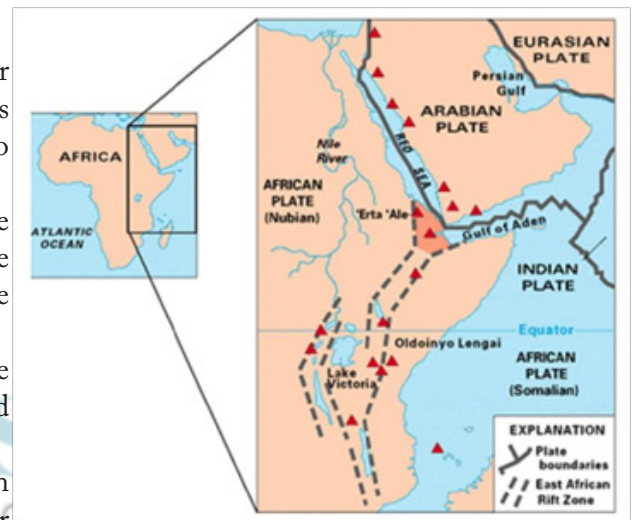 EURASIAN
PLATE
Persian
Gulf
ARABIAN
PLATE
RED SEA
Nile
River
AFRICAN
PLATE
(Nubian)
'Erta 'Ale
Gulf of Aden
INDIAN
PLATE
Equator
Oldoinyo Lengai
AFRICAN
PLATE
(Somalian)
Lake
Victoria
EXPLANATION
Plate
boundaries
East African
Rift Zone
AFRICA
ATLANTIC
OCEAN